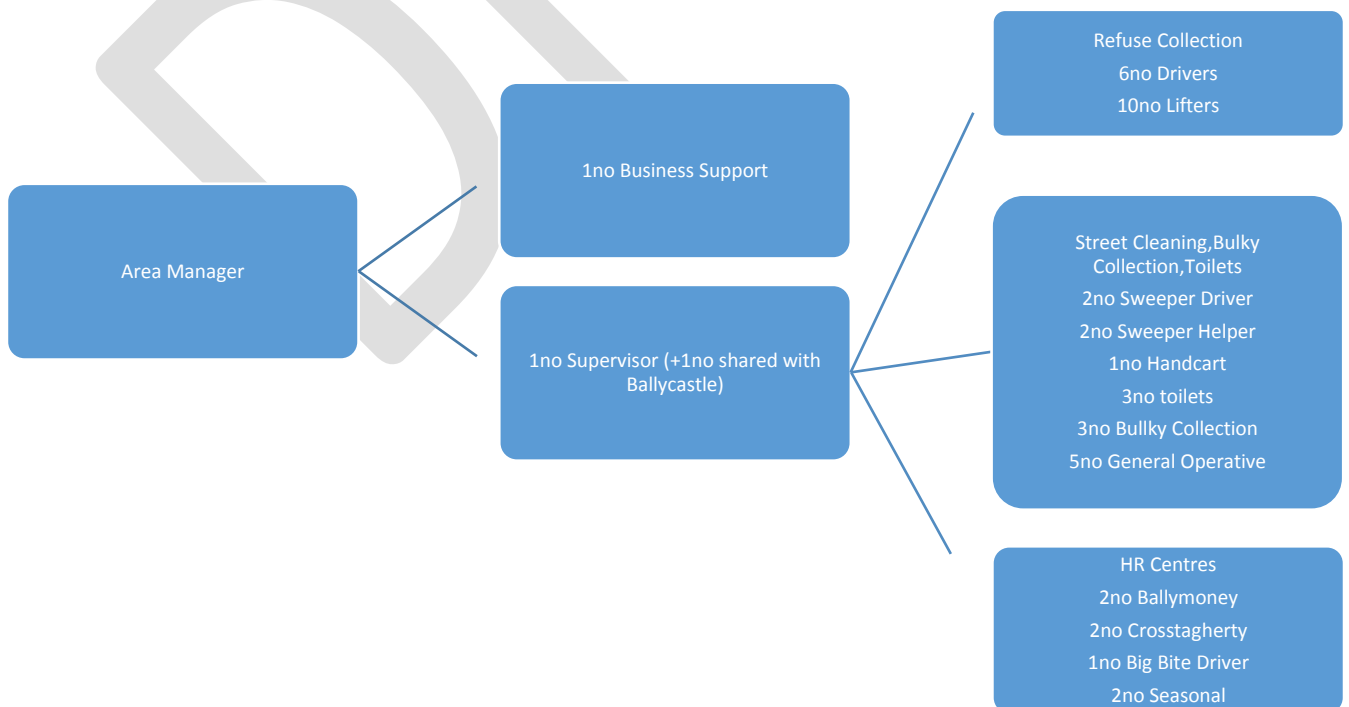 Area Manager
1no Business Support
1no Supervisor (+1no shared with
Ballycastle)
Refuse Collection
6no Drivers
10no Lifters
Street Cleaning,Bulky
Collection,Toilets
2no Sweeper Driver
2no Sweeper Helper
1no Handcart
3no toilets
3no Bullky Collection
5no General Operative
HR Centres
2no Ballymoney
2no Crosstagherty
1no Big Bite Driver
2no Seasonal